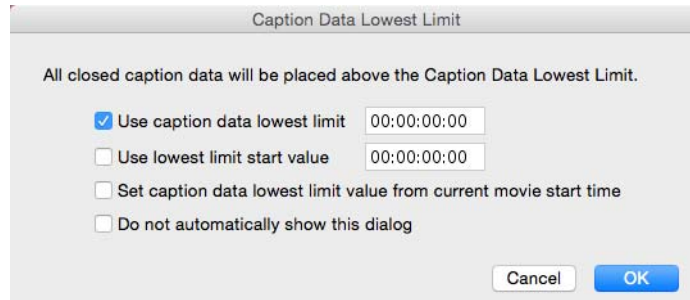 Caption Data Lowest Limit
All closed caption data will be placed above the Caption Data Lowest Limit.
Use caption data lowest limit 00:00:00:00
Use lowest limit start value 00:00:00:00
Set caption data lowest limit value from current movie start time
Do not automatically show this dialog
Cancel OK